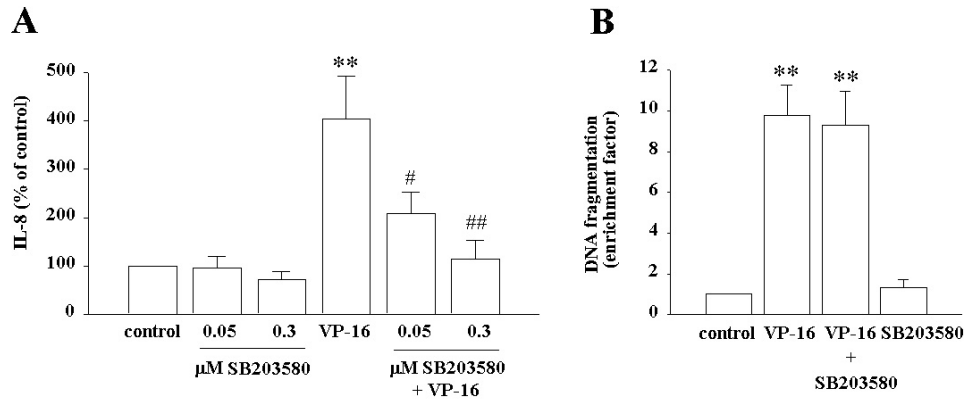 A
IL-8 (% of control)
500
400
300
200
100
0
**
#
##
control
0.05
0.3
VP-16
0.05
0.3
µM SB203580
µM SB203580
+ VP-16
B
DNA fragmentation
(enrichment factor)
12
10
8
6
4
2
0
**
**
control
VP-16
VP-16
+
SB203580
SB203580